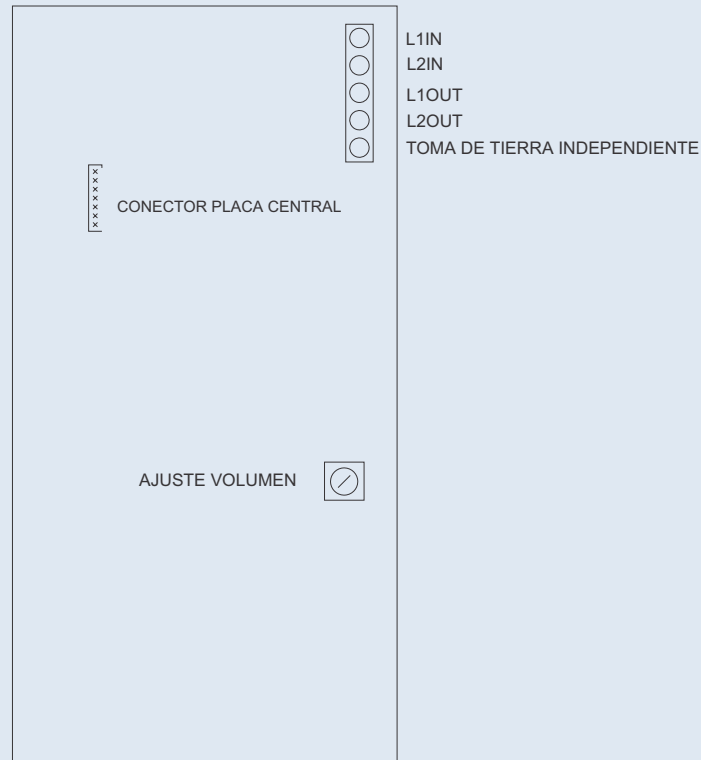 L1IN
L2IN
L1OUT
L2OUT
TOMA DE TIERRA INDEPENDIENTE
CONECTOR PLACA CENTRAL
AJUSTE VOLUMEN